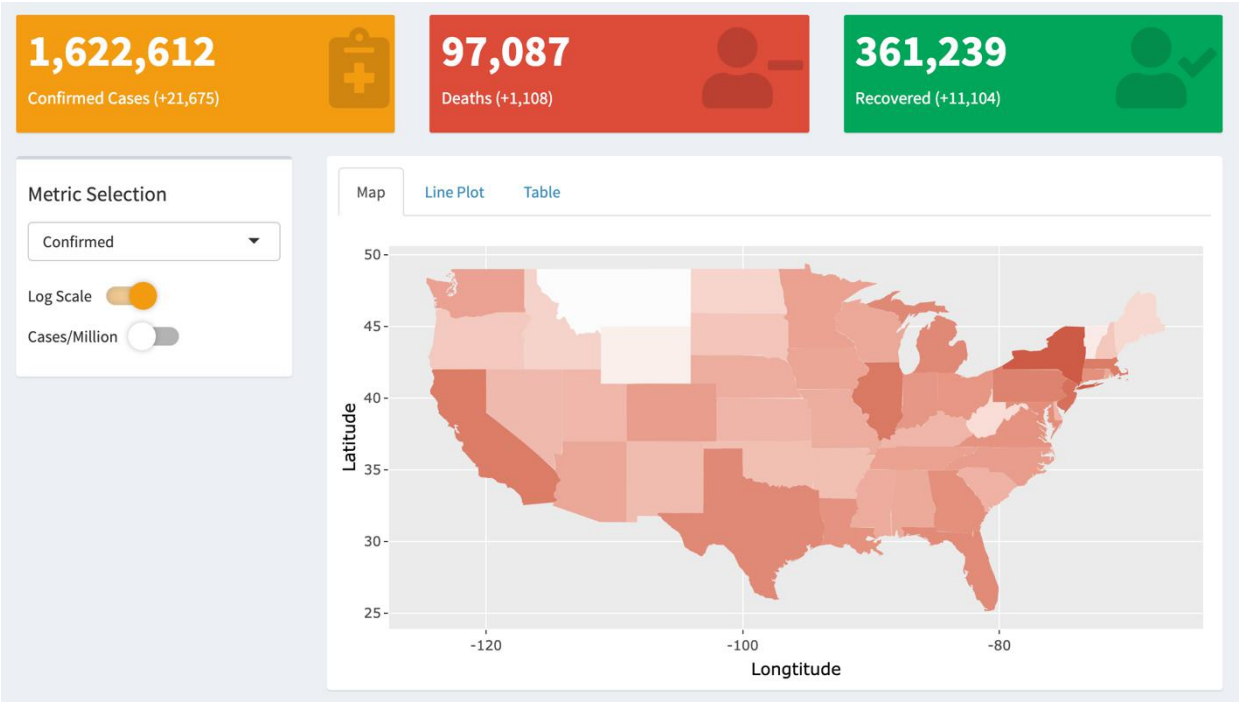 1,622,612
Confirmed Cases (+21,675)
97,087
Deaths (+1,108)
361,239
Recovered (+11,104)
Metric Selection
Confirmed
Log Scale
Cases/Million
Map
Line Plot
Table
50
45
40
35
30
25
Latitude
-120
-100
-80
Longtitude